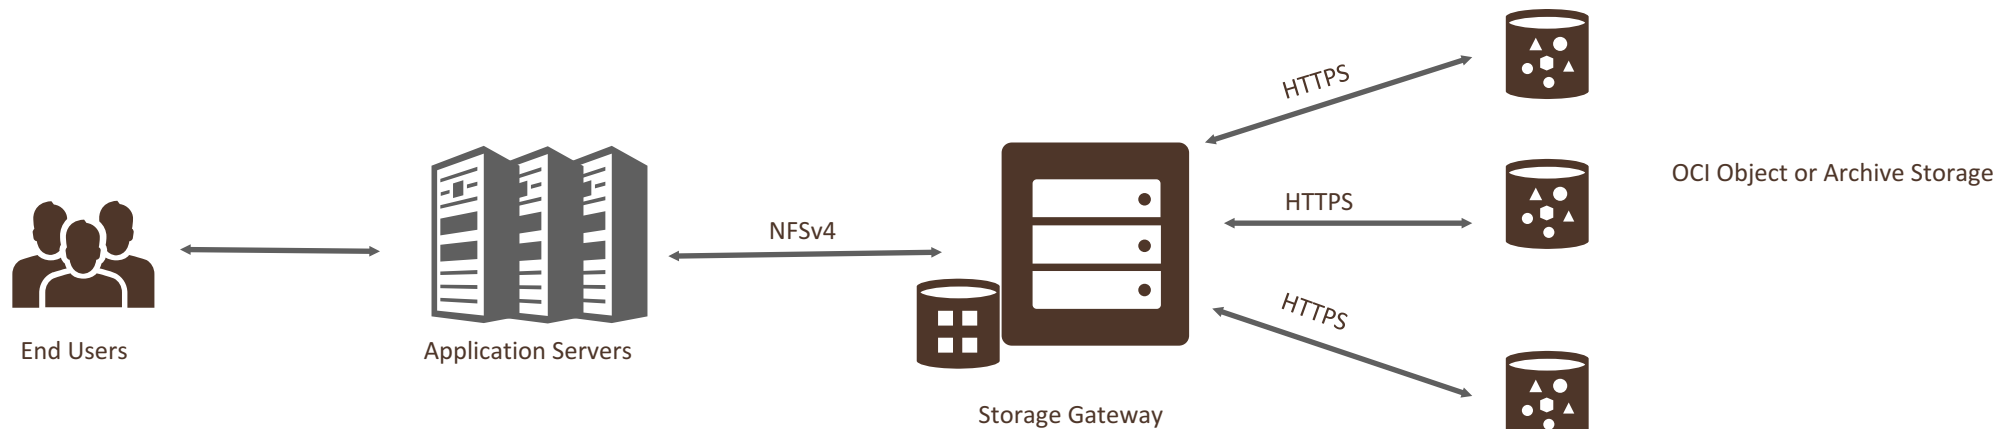 HTTPS
OCI Object or Archive Storage
HTTPS
NFSv4
HTTPS
End Users
Application Servers
Storage Gateway